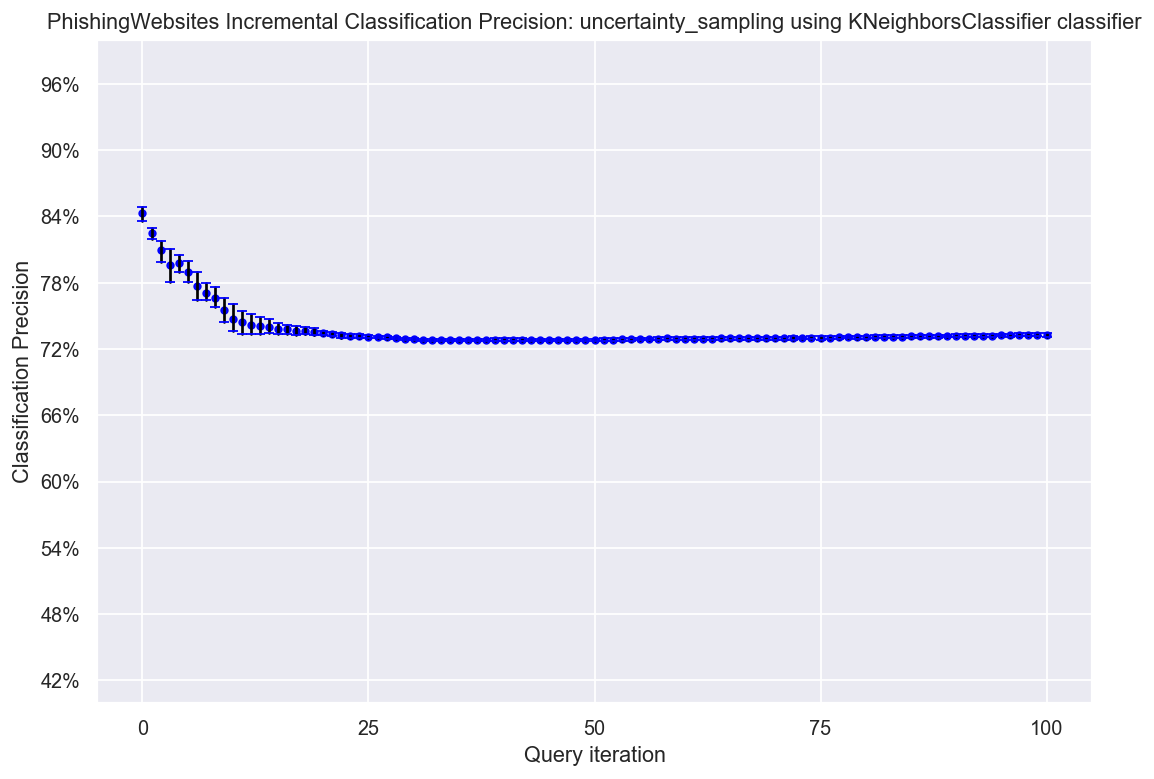 PhishingWebsites Incremental Classification Precision: uncertainty_sampling using KNeighborsClassifier classifier
96%
90%
84%
78%
72%
66%
60%
54%
48%
42%
Classification Precision
0 25 50 75 100
Query iteration